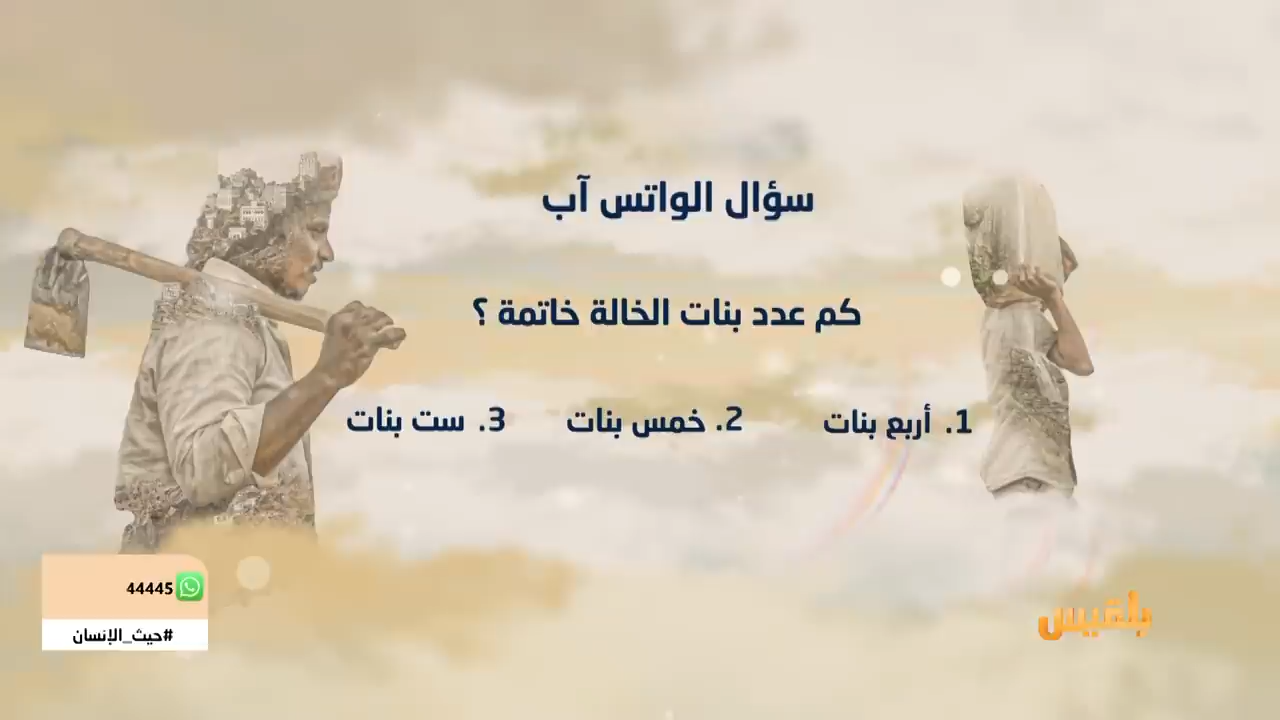 سؤال الواتس آب
كم عدد بنات الخالة خاتمة ؟
1. أربع بنات 2. خمس بنات 3. ست بنات
44445
#حيث_الإنسان
بلقيس